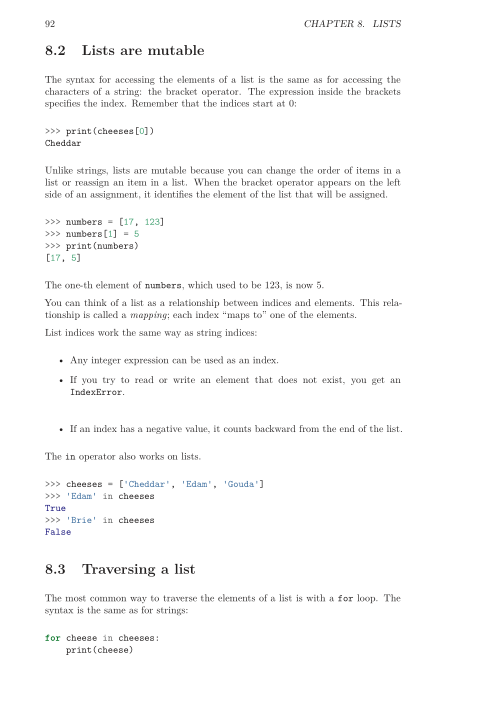 92 CHAPTER 8. LISTS
8.2 Lists are mutable
The syntax for accessing the elements of a list is the same as for accessing the
characters of a string: the bracket operator. The expression inside the brackets
specifies the index. Remember that the indices start at 0:
>>> print(cheeses[0])
Cheddar
Unlike strings, lists are mutable because you can change the order of items in a
list or reassign an item in a list. When the bracket operator appears on the left
side of an assignment, it identifies the element of the list that will be assigned.
>>> numbers = [17, 123]
>>> numbers[1] = 5
>>> print(numbers)
[17, 5]
The one-th element of numbers, which used to be 123, is now 5.
You can think of a list as a relationship between indices and elements. This rela-
tionship is called a mapping; each index “maps to” one of the elements.
List indices work the same way as string indices:
• Any integer expression can be used as an index.
• If you try to read or write an element that does not exist, you get an
IndexError.
• If an index has a negative value, it counts backward from the end of the list.
The in operator also works on lists.
>>> cheeses = ['Cheddar', 'Edam', 'Gouda']
>>> 'Edam' in cheeses
True
>>> 'Brie' in cheeses
False
8.3 Traversing a list
The most common way to traverse the elements of a list is with a for loop. The
syntax is the same as for strings:
for cheese in cheeses:
    print(cheese)